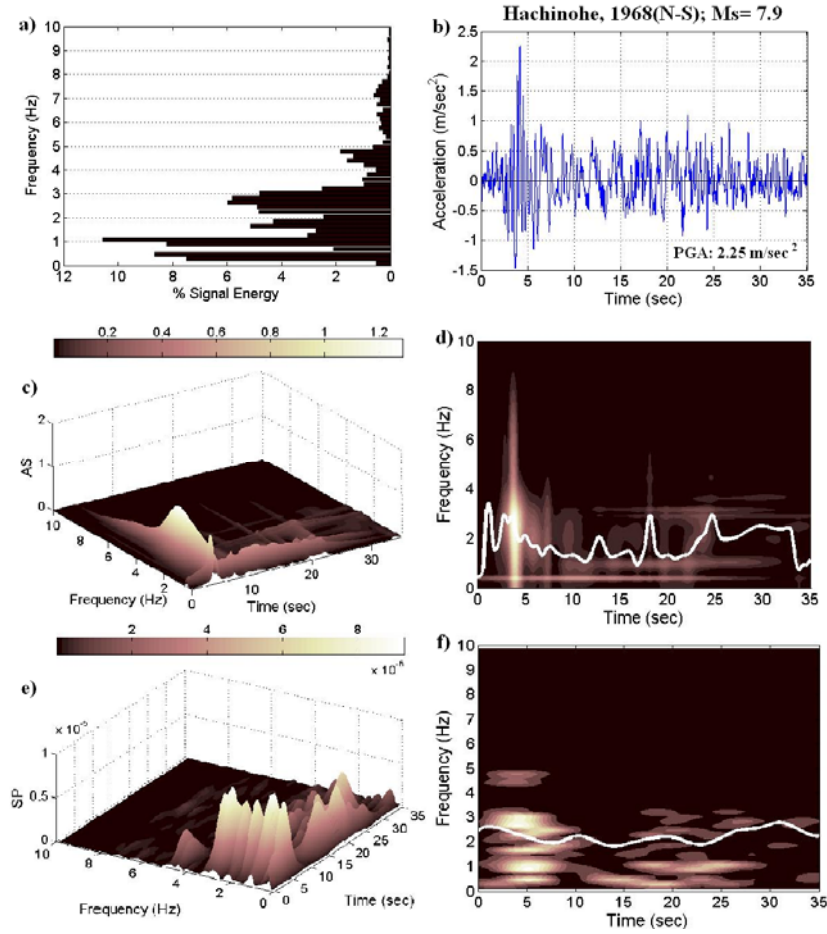 a)
10
9
8
7
6
5
4
3
2
1
0
Frequency (Hz)
12 10 8 6 4 2 0
% Signal Energy
Hachinohe, 1968(N-S); Ms= 7.9
b)
2.5
2
1.5
1
0.5
0
-0.5
-1
-1.5
Acceleration (m/sec²)
PGA: 2.25 m/sec²
0 5 10 15 20 25 30 35
Time (sec)
0.2 0.4 0.6 0.8 1 1.2
c)
2
1
0
AS
10 8 6 4 2 0
Frequency (Hz)
0 10 20 30
Time (sec)
d)
10
8
6
4
2
0
Frequency (Hz)
0 5 10 15 20 25 30 35
Time (sec)
2 4 6 8
x 10⁻⁶
e)
x 10⁻⁵
1
0.5
0
SP
10 8 6 4 2 0
Frequency (Hz)
0 5 10 15 20 25 30 35
Time (sec)
f)
10
9
8
7
6
5
4
3
2
1
0
Frequency (Hz)
0 5 10 15 20 25 30 35
Time (sec)